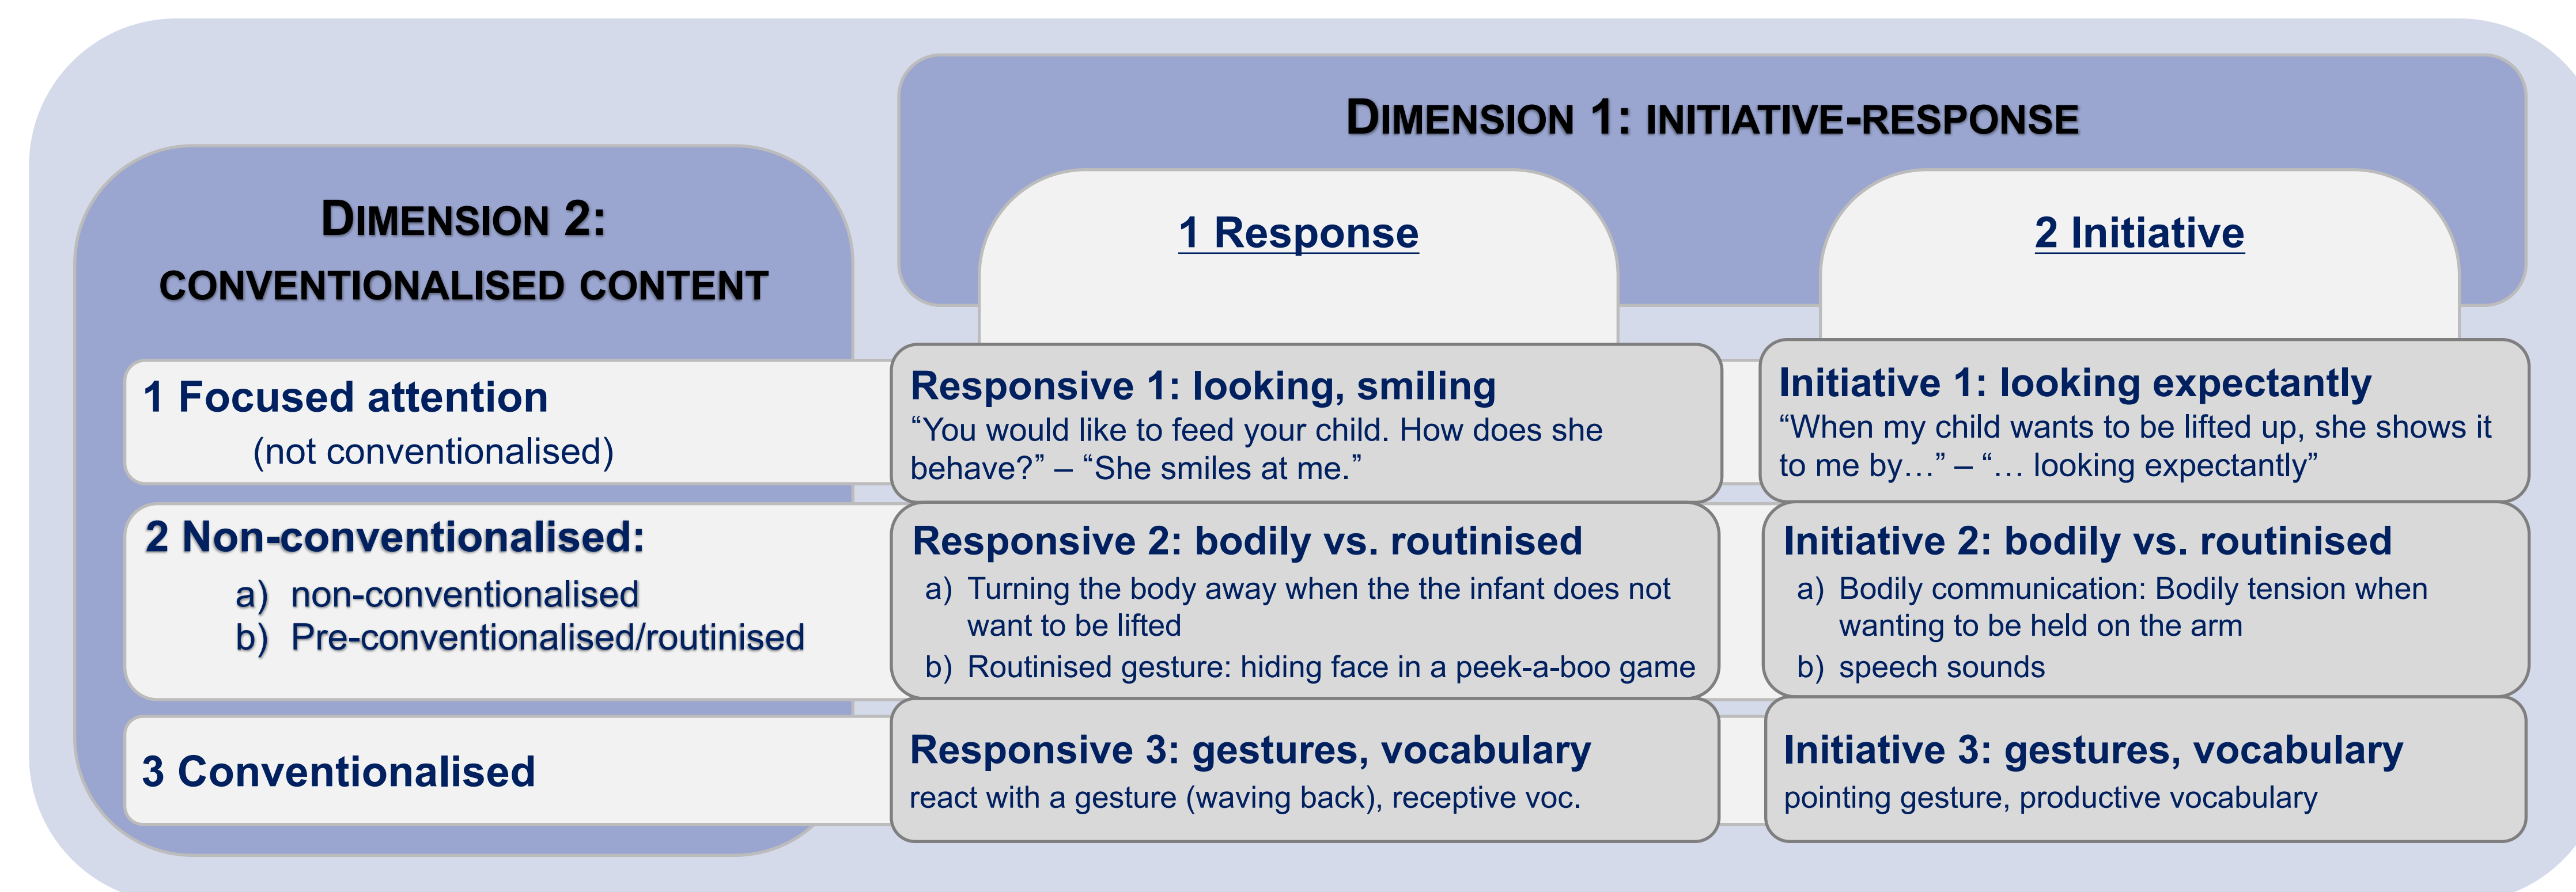 DIMENSION 1: INITIATIVE-RESPONSE
DIMENSION 2:
CONVENTIONALISED CONTENT
1 Response
2 Initiative
1 Focused attention
(not conventionalised)
Responsive 1: looking, smiling
“You would like to feed your child. How does she
behave?” – “She smiles at me.”
Initiative 1: looking expectantly
“When my child wants to be lifted up, she shows it
to me by…” – “… looking expectantly”
2 Non-conventionalised:
a) non-conventionalised
b) Pre-conventionalised/routinised
Responsive 2: bodily vs. routinised
a) Turning the body away when the the infant does not
want to be lifted
b) Routinised gesture: hiding face in a peek-a-boo game
Initiative 2: bodily vs. routinised
a) Bodily communication: Bodily tension when
wanting to be held on the arm
b) speech sounds
3 Conventionalised
Responsive 3: gestures, vocabulary
react with a gesture (waving back), receptive voc.
Initiative 3: gestures, vocabulary
pointing gesture, productive vocabulary